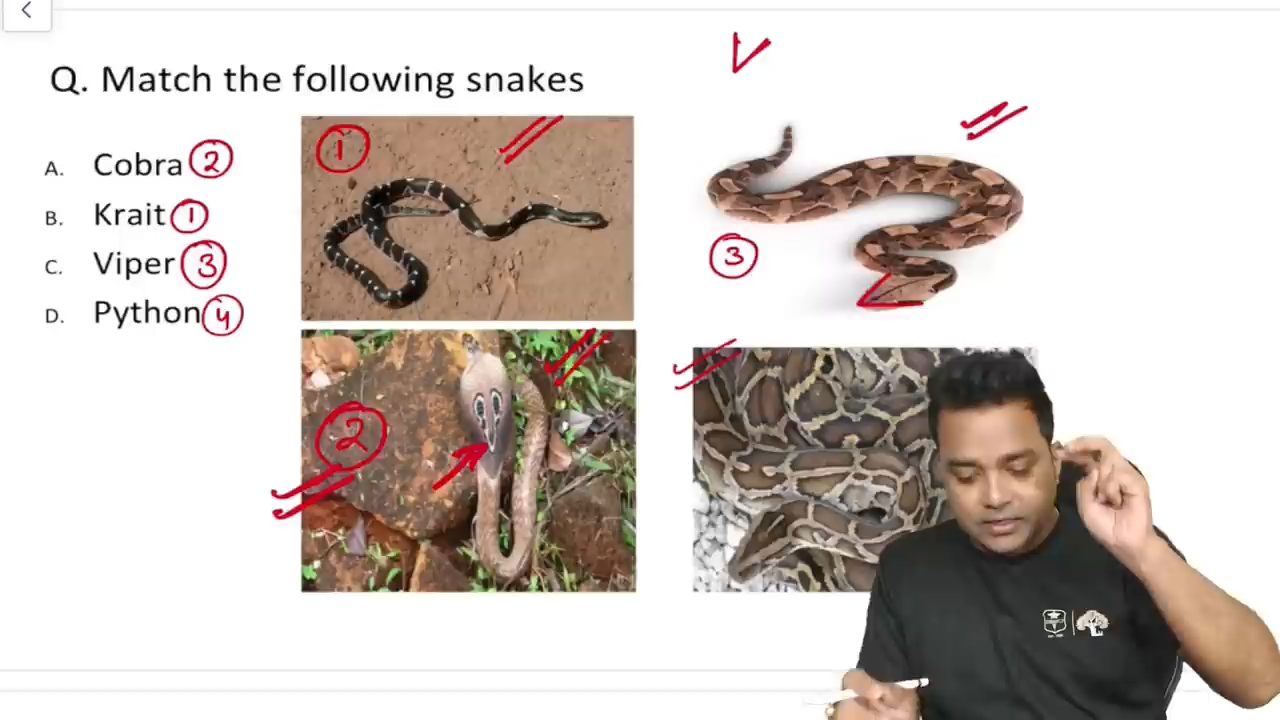 Q. Match the following snakes
A. Cobra 2
B. Krait 1
C. Viper 3
D. Python 4
1
V
3
2